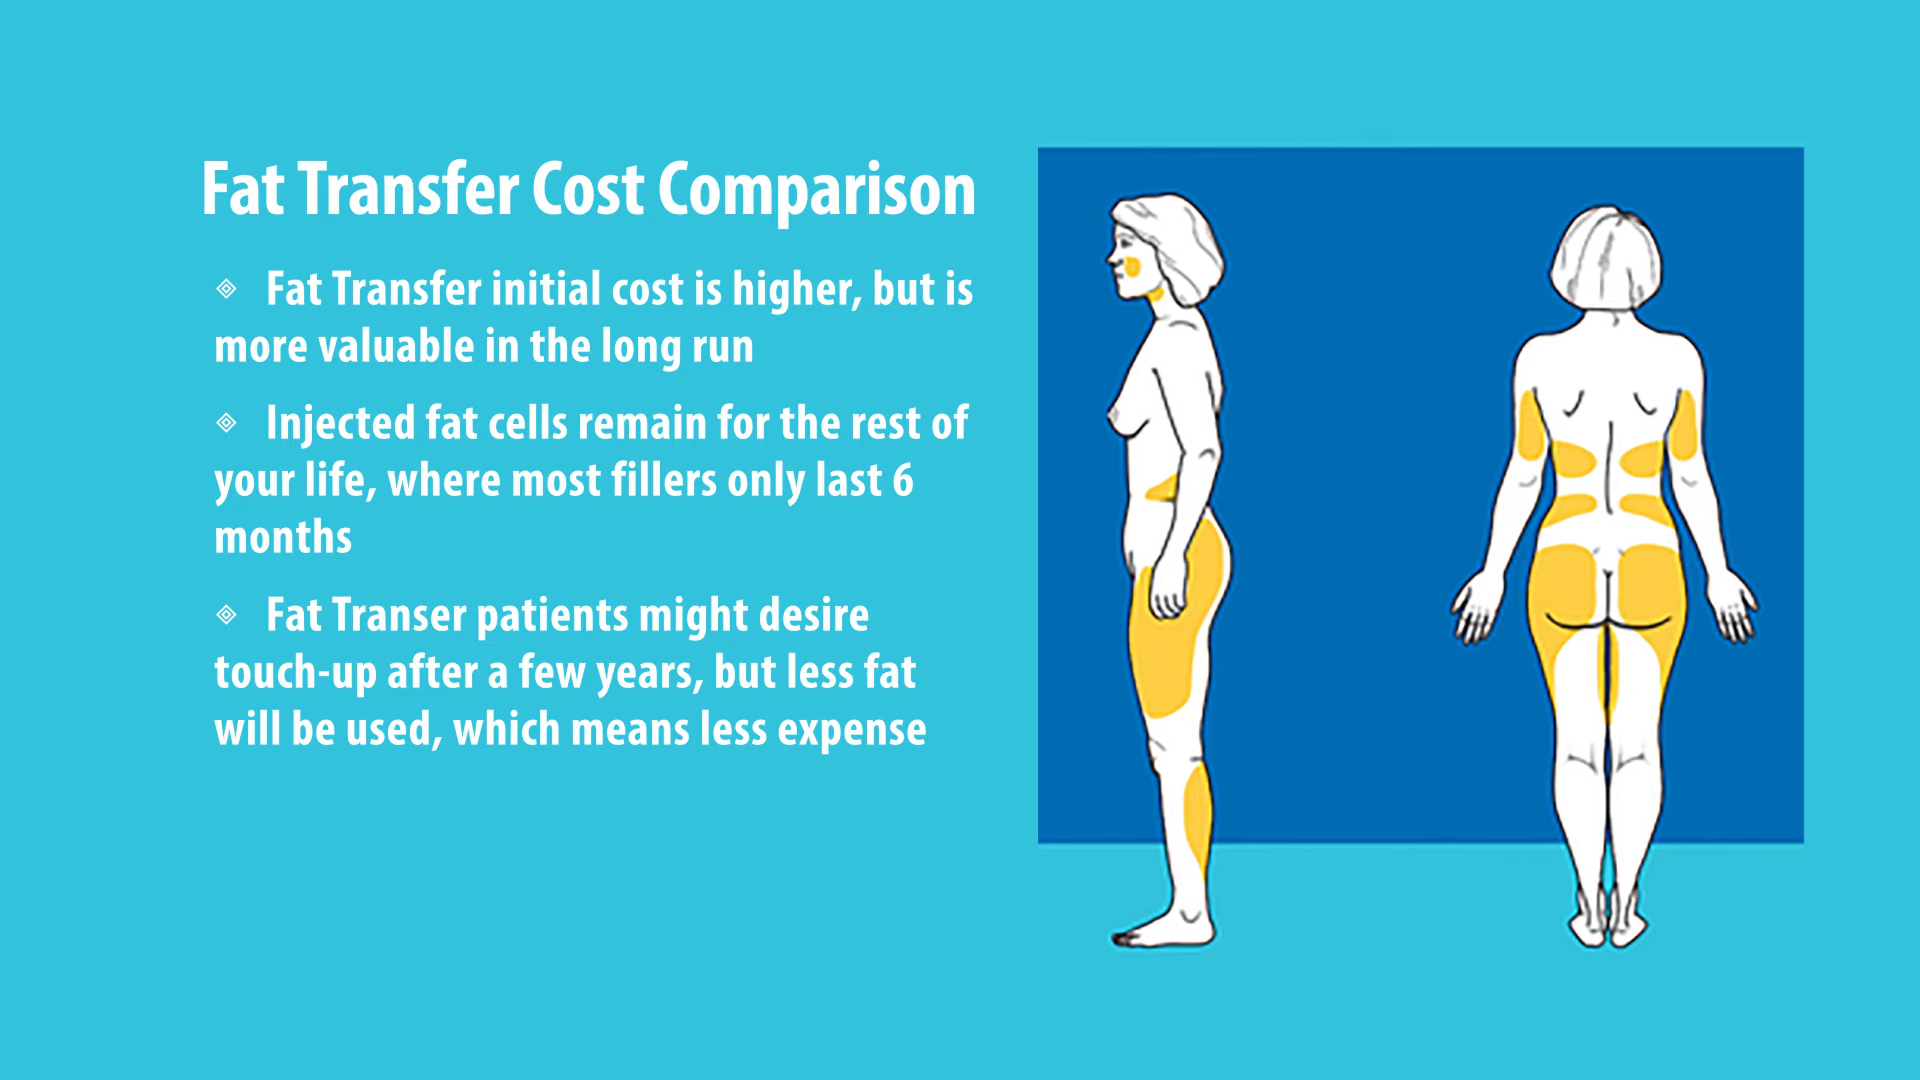 Fat Transfer Cost Comparison
Fat Transfer initial cost is higher, but is
more valuable in the long run
Injected fat cells remain for the rest of
your life, where most fillers only last 6
months
Fat Transer patients might desire
touch-up after a few years, but less fat
will be used, which means less expense